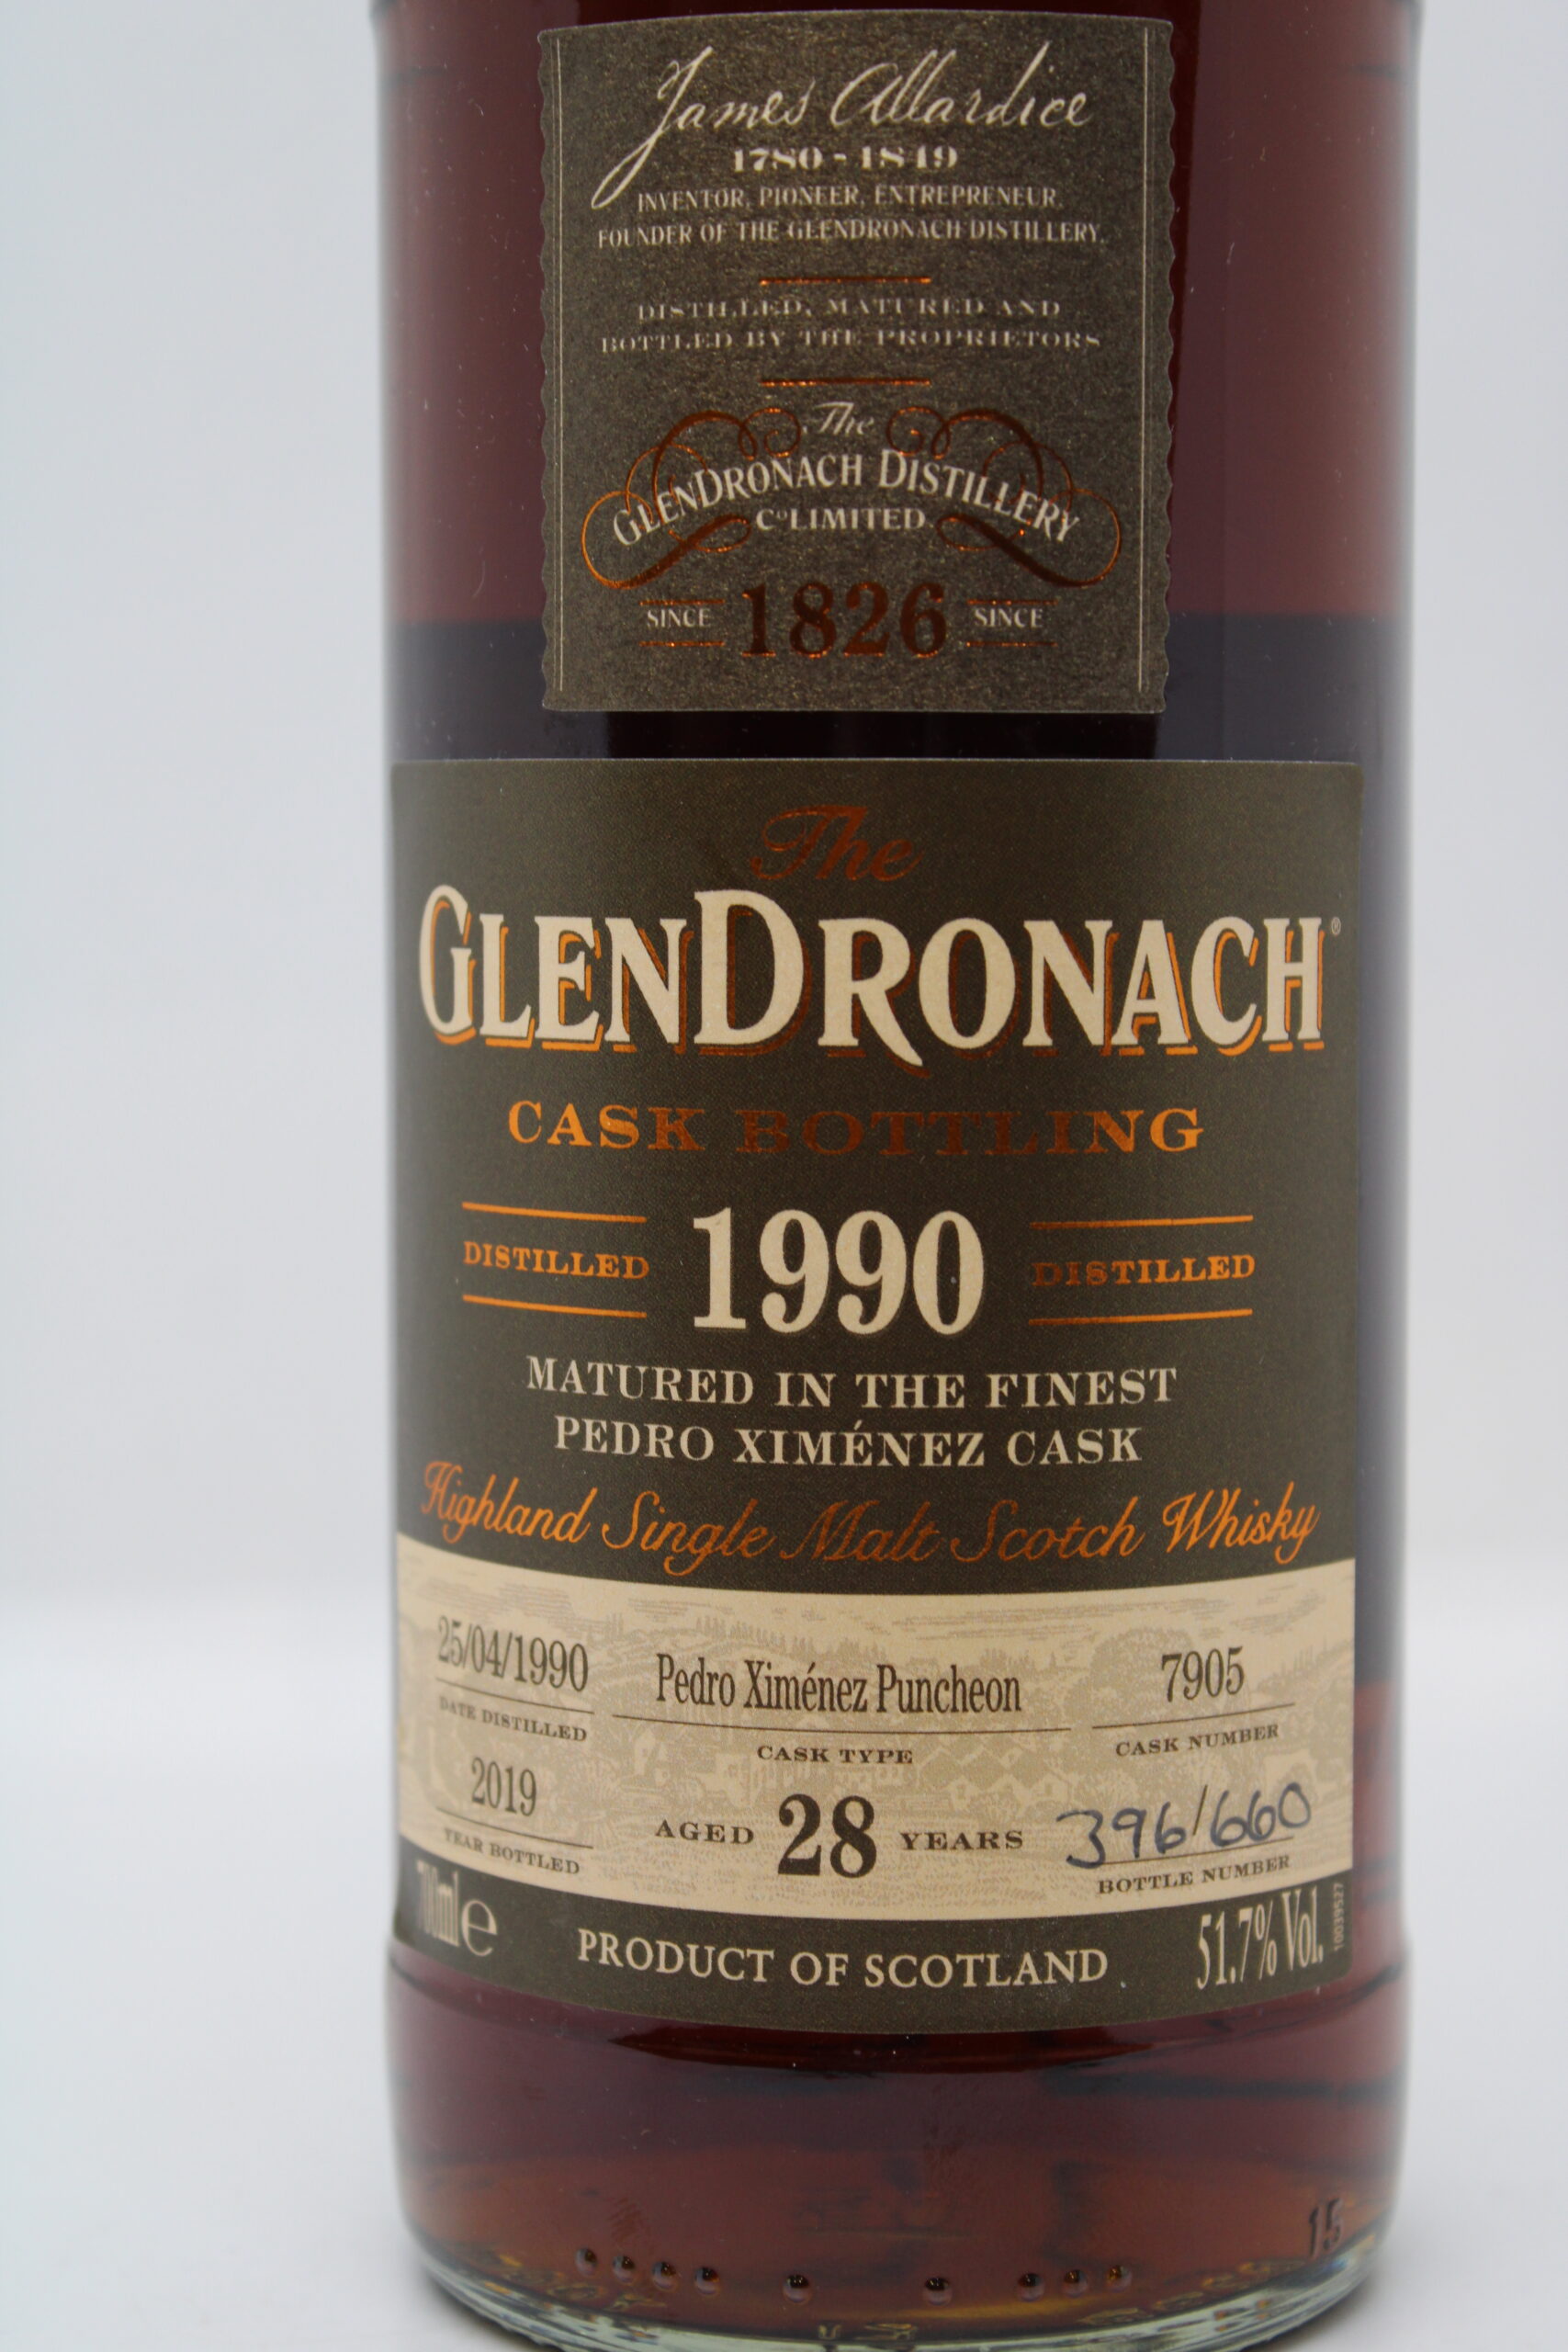 James Allardice
1780 - 1849
INVENTOR, PIONEER, ENTREPRENEUR,
FOUNDER OF THE GLENDRONACH DISTILLERY.
DISTILLED, MATURED AND
BOTTLED BY THE PROPRIETORS
The
GLENDRONACH DISTILLERY
Cº LIMITED
SINCE 1826 SINCE
The
GLENDRONACH®
CASK BOTTLING
DISTILLED 1990 DISTILLED
MATURED IN THE FINEST
PEDRO XIMÉNEZ CASK
Highland Single Malt Scotch Whisky
25/04/1990 Pedro Ximénez Puncheon 7905
DATE DISTILLED CASK TYPE CASK NUMBER
2019 AGED 28 YEARS 396/660
YEAR BOTTLED BOTTLE NUMBER
700ml e PRODUCT OF SCOTLAND 51.7% Vol.
10039527
15